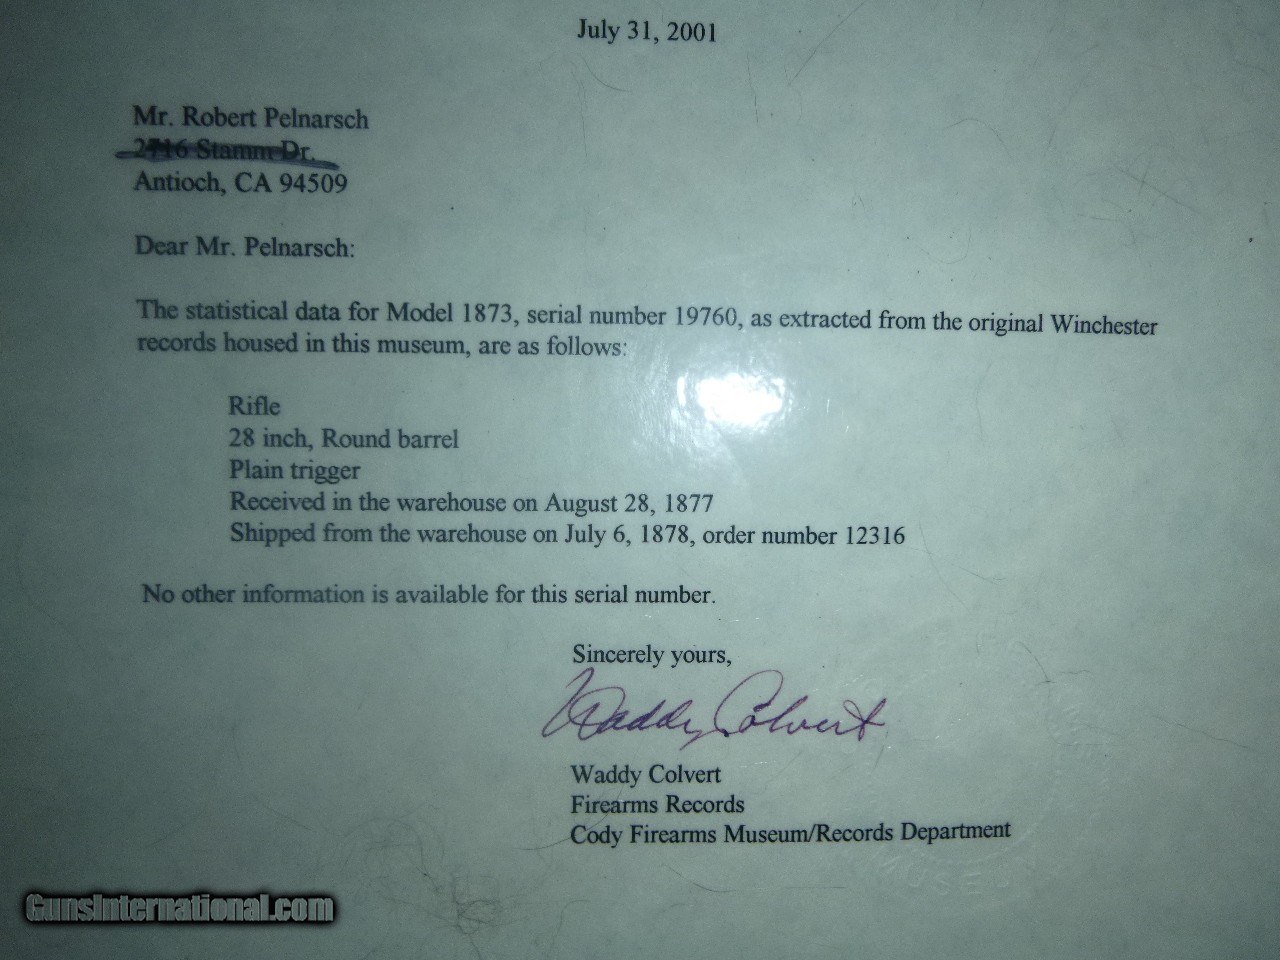 July 31, 2001
Mr. Robert Pelnarsch
Stamm Dr.
Antioch, CA 94509
Dear Mr. Pelnarsch:
The statistical data for Model 1873, serial number 19760, as extracted from the original Winchester
records housed in this museum, are as follows:
Rifle
28 inch, Round barrel
Plain trigger
Received in the warehouse on August 28, 1877
Shipped from the warehouse on July 6, 1878, order number 12316
No other information is available for this serial number.
Sincerely yours,
Waddy Colvert
Waddy Colvert
Firearms Records
Cody Firearms Museum/Records Department
MUSE
GunsInternational.com